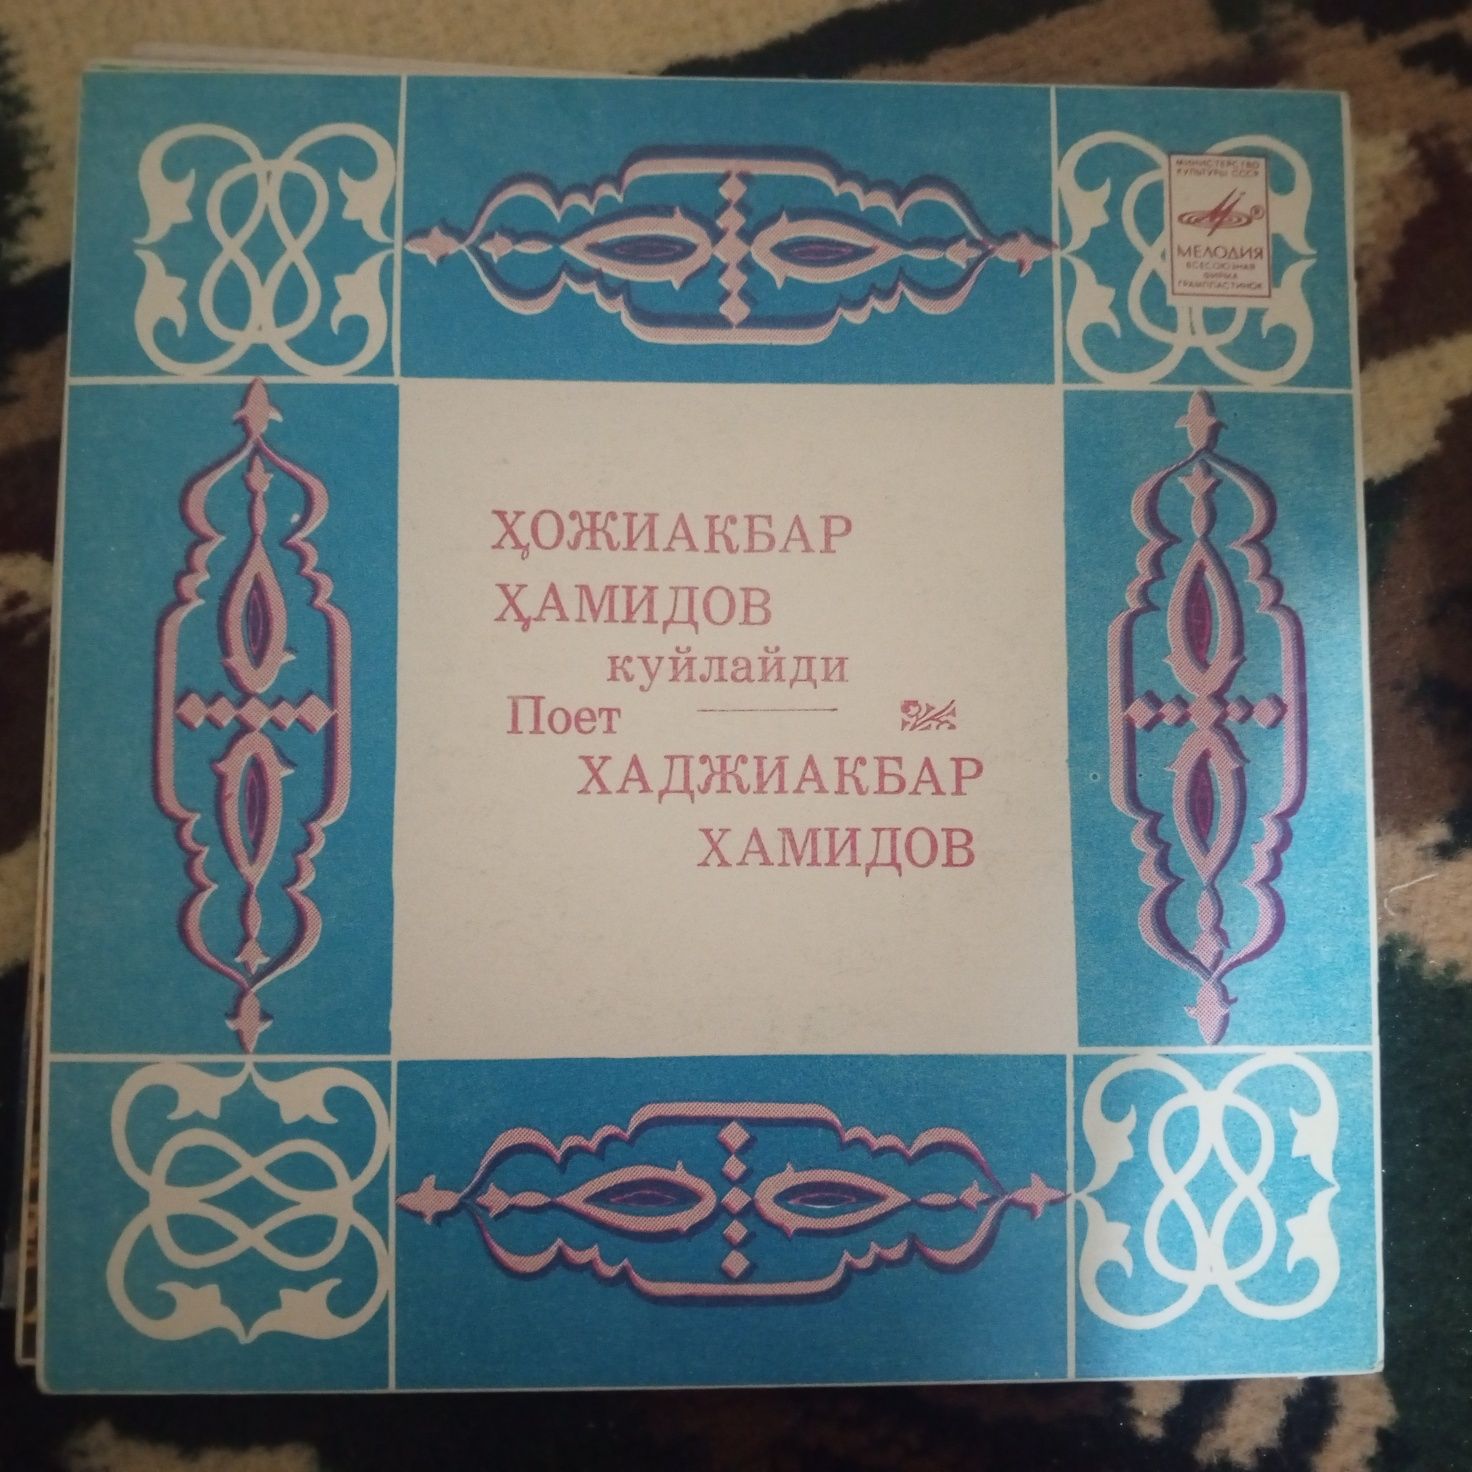 МИНИСТЕРСТВО
КУЛЬТУРЫ СССР
МЕЛОДИЯ
ВСЕСОЮЗНАЯ
ФИРМА
ГРАМПЛАСТИНОК
ҲОЖИАКБАР
ҲАМИДОВ
куйлайди
Поет
ХАДЖИАКБАР
ХАМИДОВ